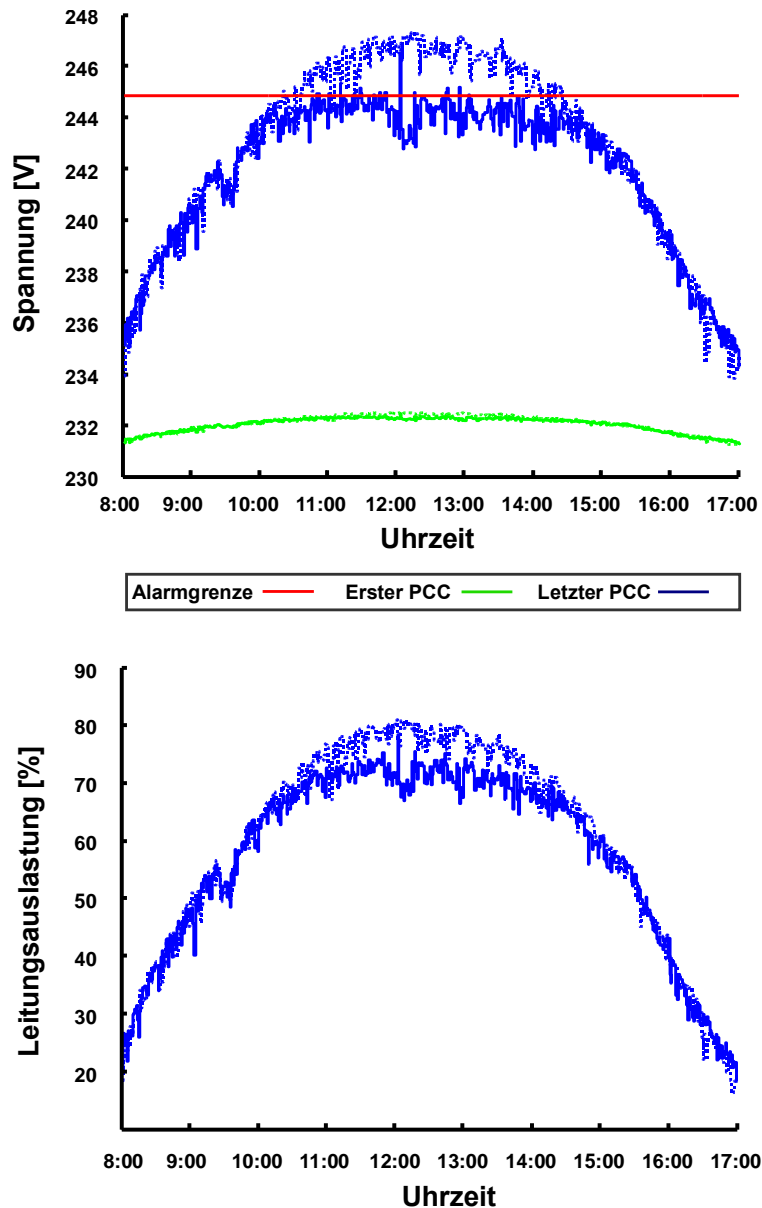 Spannung [V]
248
246
244
242
240
238
236
234
232
230
8:00 9:00 10:00 11:00 12:00 13:00 14:00 15:00 16:00 17:00
Uhrzeit
Alarmgrenze Erster PCC Letzter PCC
Leitungsauslastung [%]
90
80
70
60
50
40
30
20
8:00 9:00 10:00 11:00 12:00 13:00 14:00 15:00 16:00 17:00
Uhrzeit